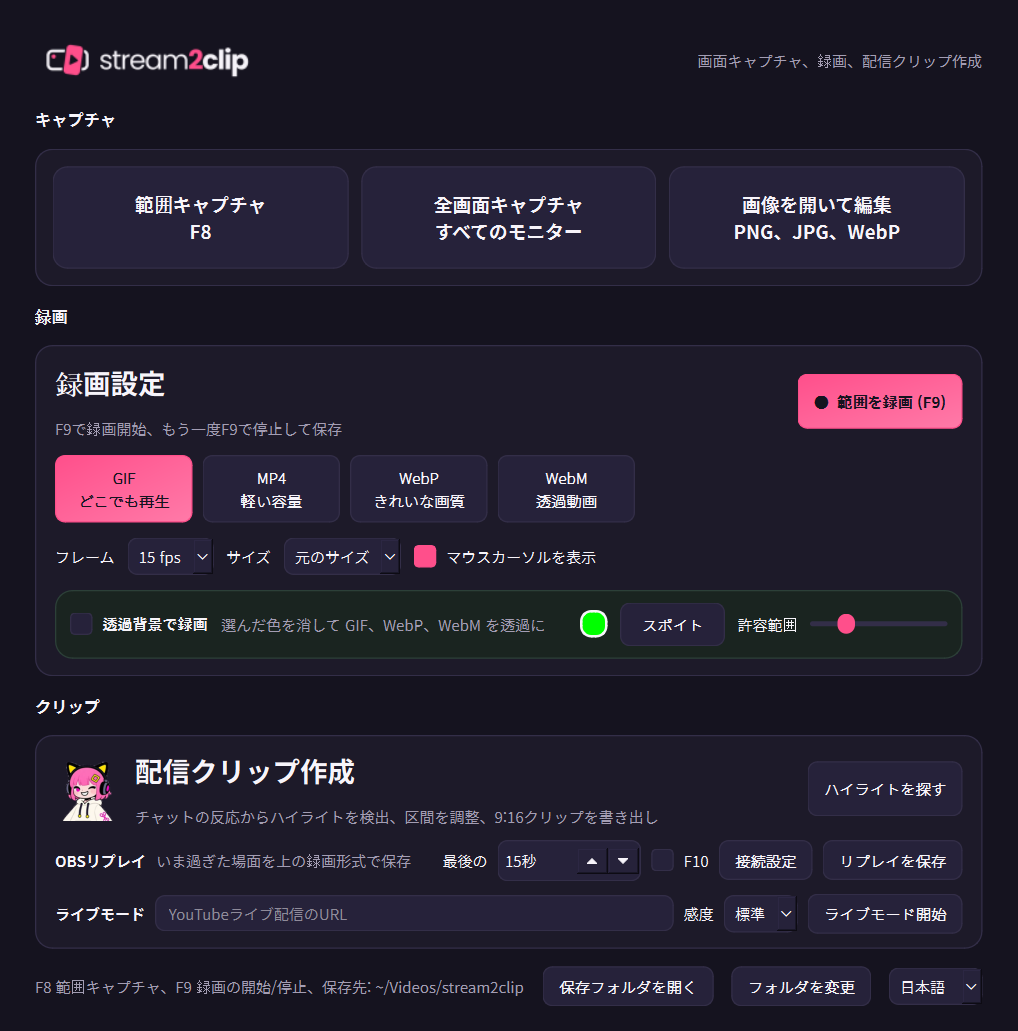 stream2clip
画面キャプチャ、録画、配信クリップ作成
キャプチャ
範囲キャプチャ
F8
全画面キャプチャ
すべてのモニター
画像を開いて編集
PNG、JPG、WebP
録画
録画設定
● 範囲を録画 (F9)
F9で録画開始、もう一度F9で停止して保存
GIF
どこでも再生
MP4
軽い容量
WebP
きれいな画質
WebM
透過動画
フレーム 15 fps サイズ 元のサイズ マウスカーソルを表示
透過背景で録画 選んだ色を消して GIF、WebP、WebM を透過に スポイト 許容範囲
クリップ
配信クリップ作成
ハイライトを探す
チャットの反応からハイライトを検出、区間を調整、9:16クリップを書き出し
OBSリプレイ いま過ぎた場面を上の録画形式で保存 最後の 15秒 F10 接続設定 リプレイを保存
ライブモード YouTubeライブ配信のURL 感度 標準 ライブモード開始
F8 範囲キャプチャ、F9 録画の開始/停止、保存先: ~/Videos/stream2clip 保存フォルダを開く フォルダを変更 日本語